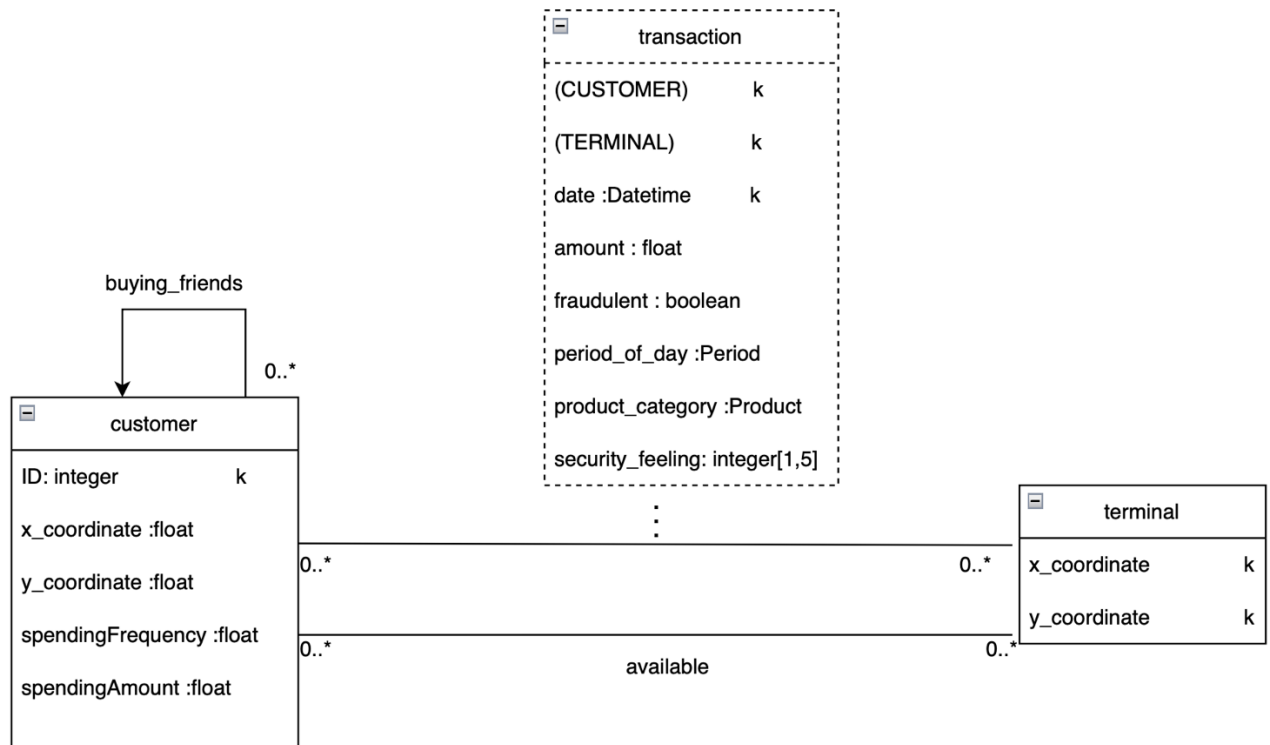 transaction
(CUSTOMER) k
(TERMINAL) k
date :Datetime k
amount : float
fraudulent : boolean
period_of_day :Period
product_category :Product
security_feeling: integer[1,5]
buying_friends
0..*
customer
ID: integer k
x_coordinate :float
y_coordinate :float
spendingFrequency :float
spendingAmount :float
0..*
0..*
0..*
0..*
available
terminal
x_coordinate k
y_coordinate k